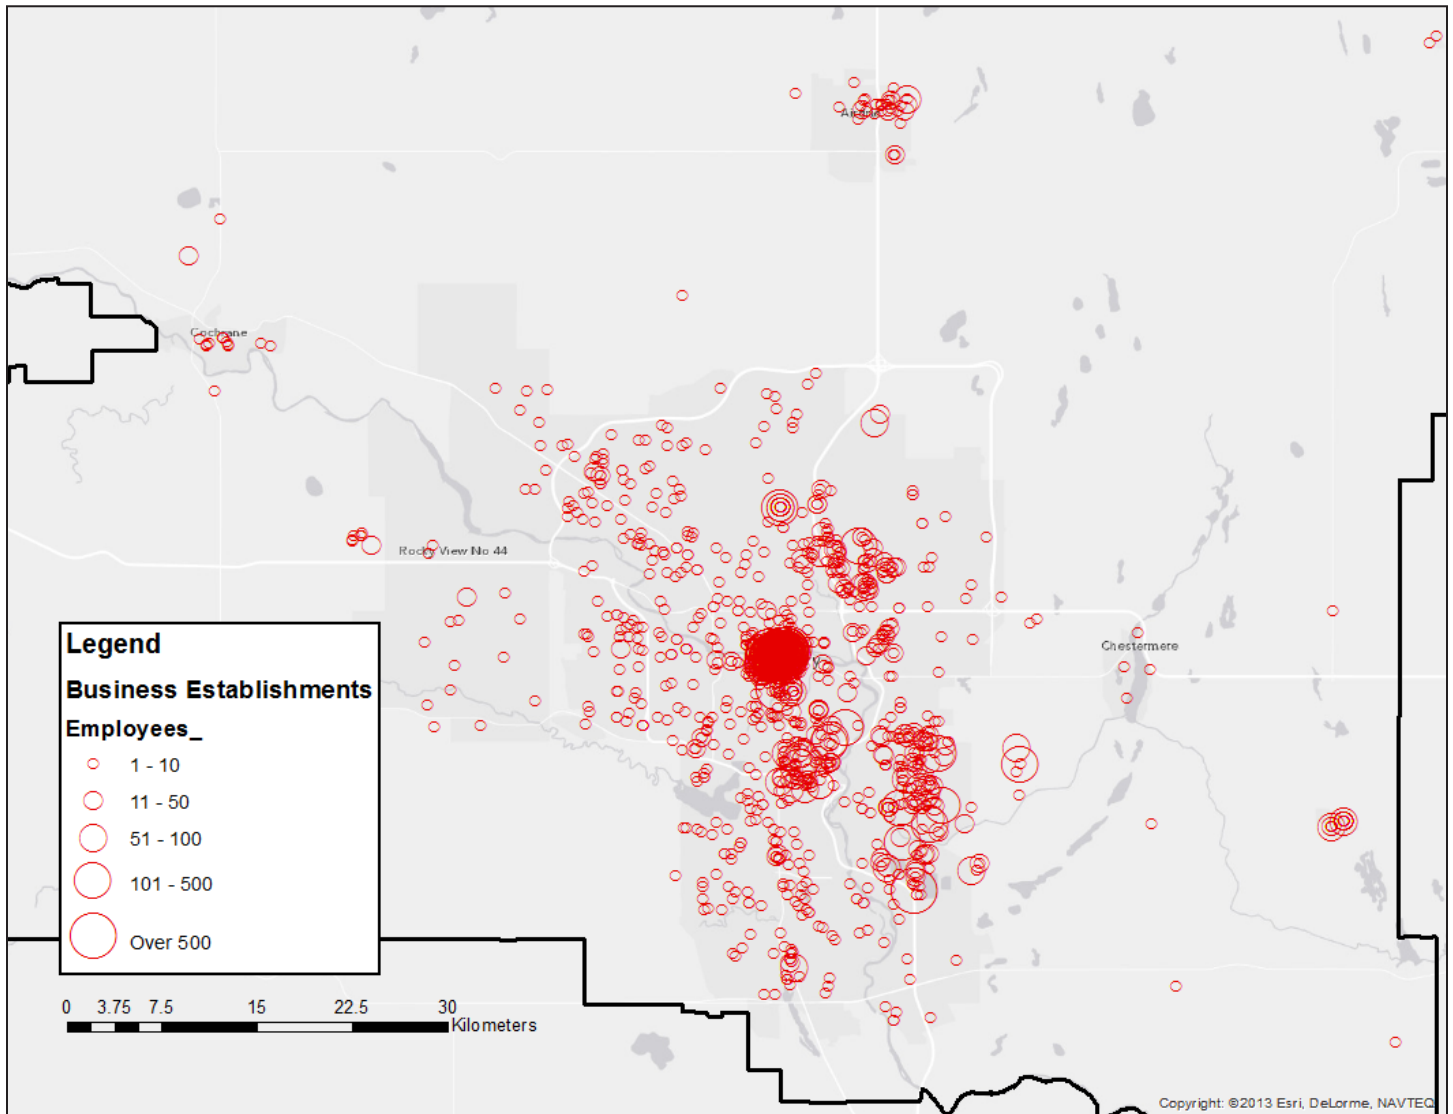 Cochrane
Rocky View No 44
Chestermere
Legend
Business Establishments
Employees_
1 - 10
11 - 50
51 - 100
101 - 500
Over 500
0 3.75 7.5 15 22.5 30
Kilometers
Copyright: ©2013 Esri, DeLorme, NAVTEQ